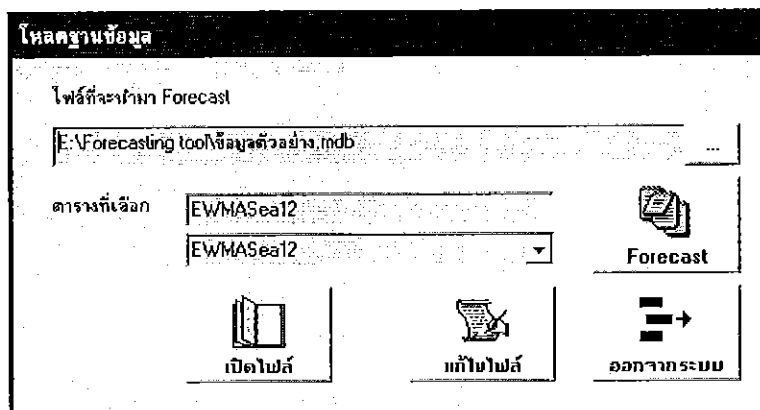 โหลดฐานข้อมูล
ไฟล์ที่จะนำมา Forecast
E:\Forecasting tool\ข้อมูลตัวอย่าง.mdb
...
ตารางที่เลือก
EWMASea12
EWMASea12
Forecast
เปิดไฟล์
แก้ไขไฟล์
ออกจากระบบ